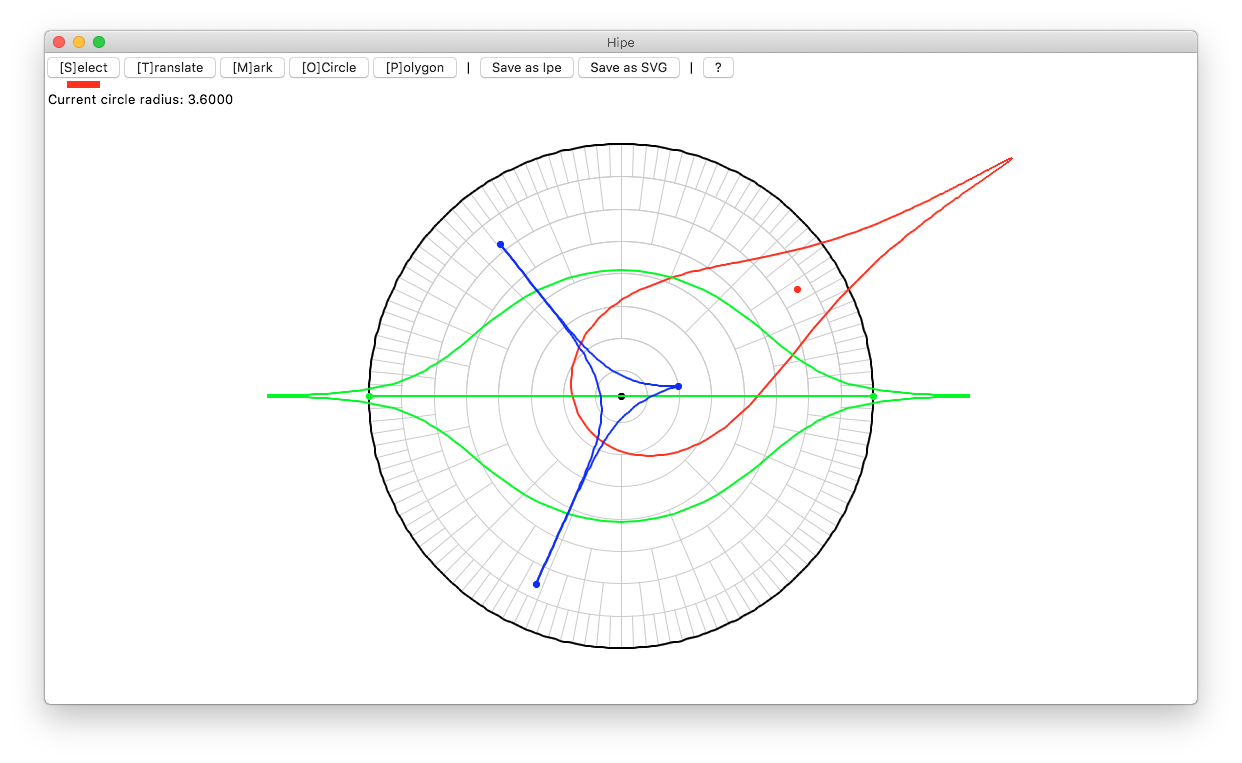 Hipe
[S]elect [T]ranslate [M]ark [O]Circle [P]olygon | Save as Ipe Save as SVG | ?
Current circle radius: 3.6000